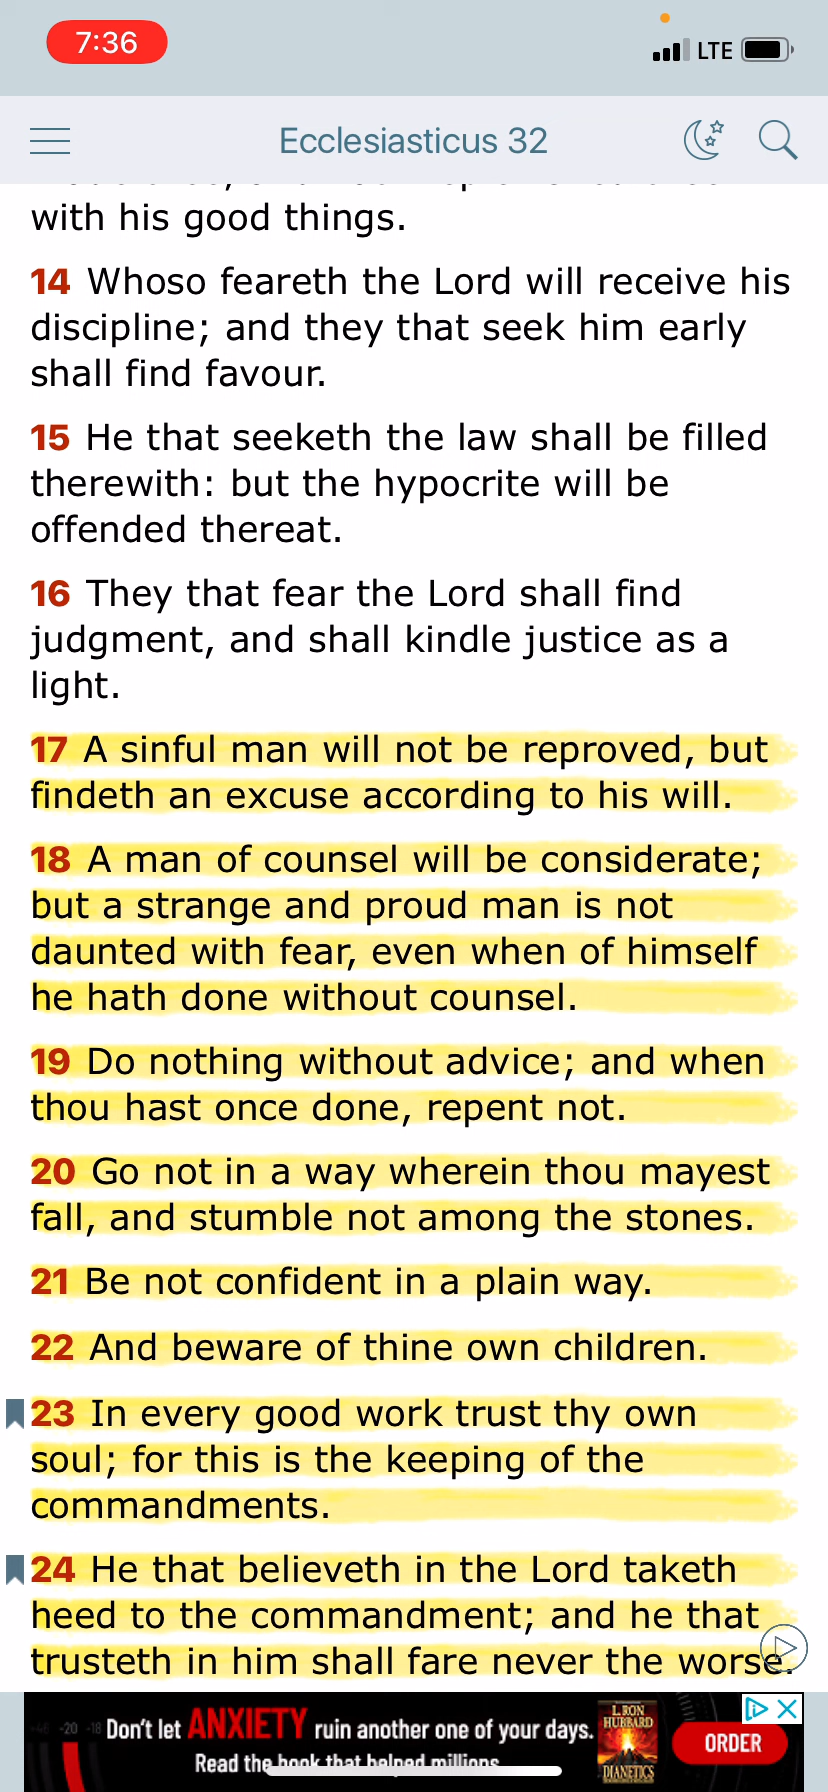 7:36
LTE
Ecclesiasticus 32
with his good things.
14 Whoso feareth the Lord will receive his
discipline; and they that seek him early
shall find favour.
15 He that seeketh the law shall be filled
therewith: but the hypocrite will be
offended thereat.
16 They that fear the Lord shall find
judgment, and shall kindle justice as a
light.
17 A sinful man will not be reproved, but
findeth an excuse according to his will.
18 A man of counsel will be considerate;
but a strange and proud man is not
daunted with fear, even when of himself
he hath done without counsel.
19 Do nothing without advice; and when
thou hast once done, repent not.
20 Go not in a way wherein thou mayest
fall, and stumble not among the stones.
21 Be not confident in a plain way.
22 And beware of thine own children.
23 In every good work trust thy own
soul; for this is the keeping of the
commandments.
24 He that believeth in the Lord taketh
heed to the commandment; and he that
trusteth in him shall fare never the worse.
-20 -18
Don't let ANXIETY ruin another one of your days.
Read the book that helped millions
L. RON
HUBBARD
DIANETICS
ORDER